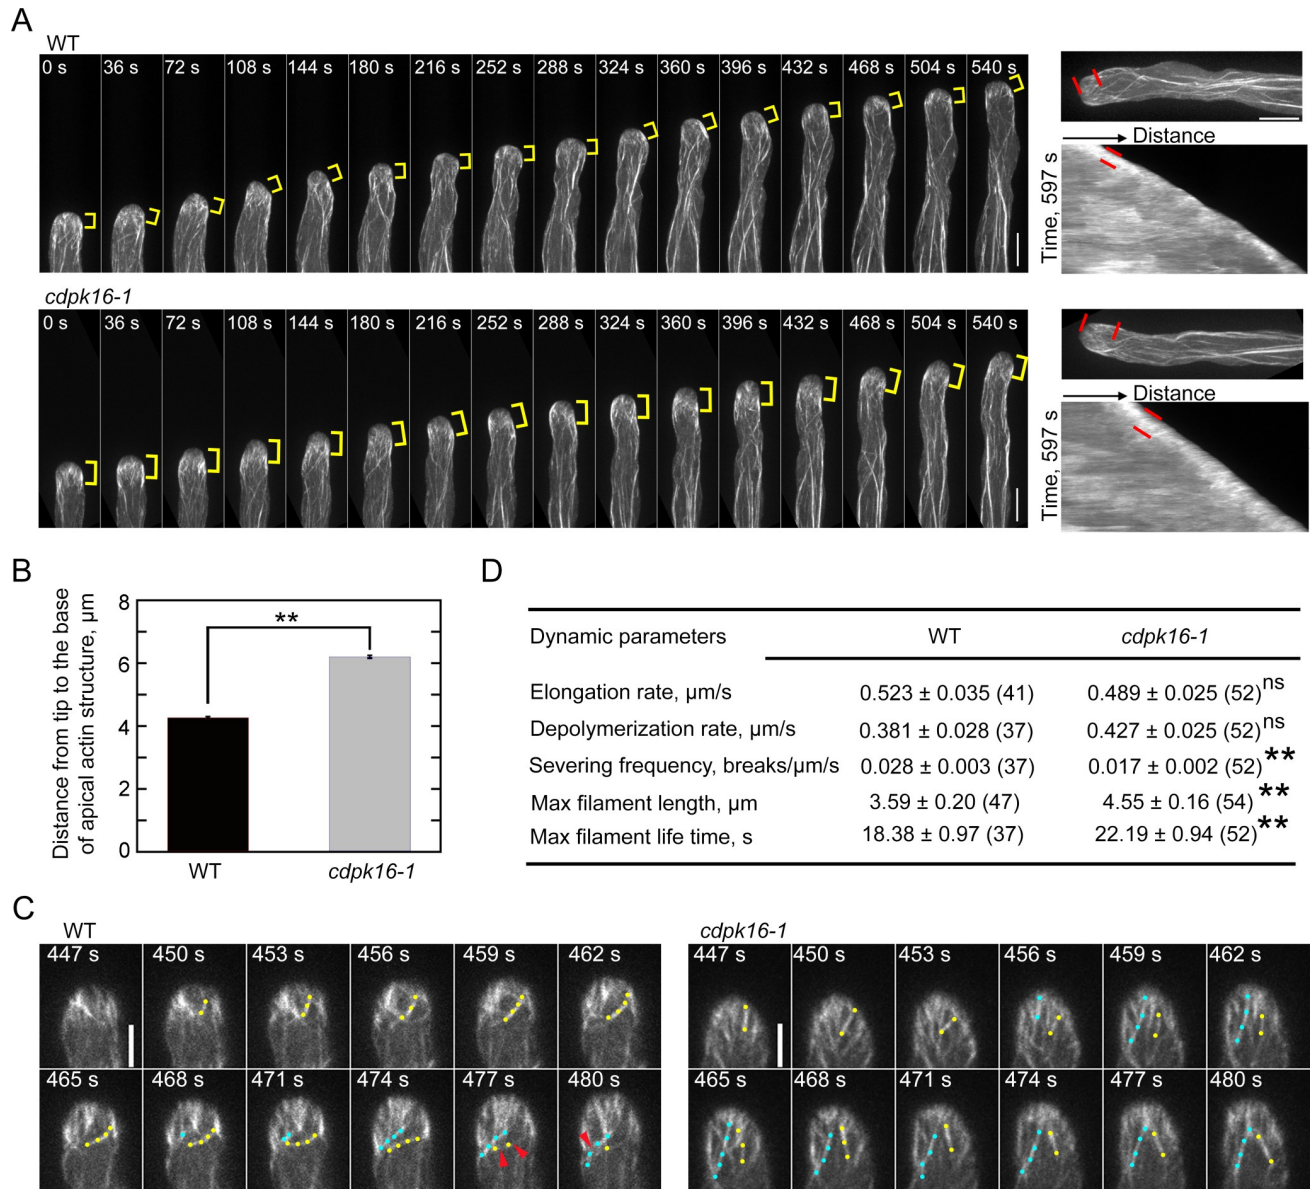 A
WT
0 s 36 s 72 s 108 s 144 s 180 s 216 s 252 s 288 s 324 s 360 s 396 s 432 s 468 s 504 s 540 s
Distance
Time, 597 s
cdpk16-1
0 s 36 s 72 s 108 s 144 s 180 s 216 s 252 s 288 s 324 s 360 s 396 s 432 s 468 s 504 s 540 s
Distance
Time, 597 s
B
Distance from tip to the base
of apical actin structure, µm
8
6
4
2
0
**
WT cdpk16-1
D
Dynamic parameters WT cdpk16-1
Elongation rate, µm/s 0.523 ± 0.035 (41) 0.489 ± 0.025 (52)ns
Depolymerization rate, µm/s 0.381 ± 0.028 (37) 0.427 ± 0.025 (52)ns
Severing frequency, breaks/µm/s 0.028 ± 0.003 (37) 0.017 ± 0.002 (52)**
Max filament length, µm 3.59 ± 0.20 (47) 4.55 ± 0.16 (54)**
Max filament life time, s 18.38 ± 0.97 (37) 22.19 ± 0.94 (52)**
C
WT
447 s 450 s 453 s 456 s 459 s 462 s
465 s 468 s 471 s 474 s 477 s 480 s
cdpk16-1
447 s 450 s 453 s 456 s 459 s 462 s
465 s 468 s 471 s 474 s 477 s 480 s